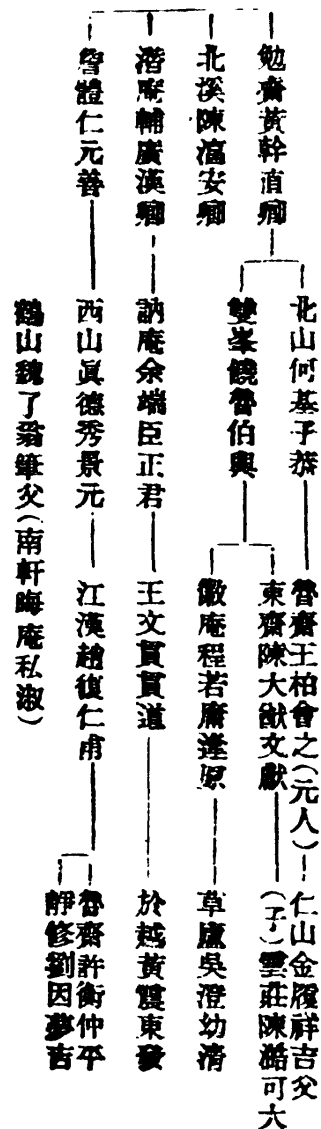 勉齋黃幹直卿
北山何基子恭
魯齋王柏會之(元人)
仁山金履祥吉父
雙峯饒魯伯輿
東齋陳大猷文獻
(子)雲莊陳澔可大
徽庵程若庸逢原
草廬吳澄幼清
北溪陳淳安卿
潛庵輔廣漢卿
訥庵余端臣正君
王文貫貫道
於越黃震東發
詹體仁元善
西山眞德秀景元
江漢趙復仁甫
魯齋許衡仲平
靜修劉因夢吉
鶴山魏了翁華父(南軒晦庵私淑)